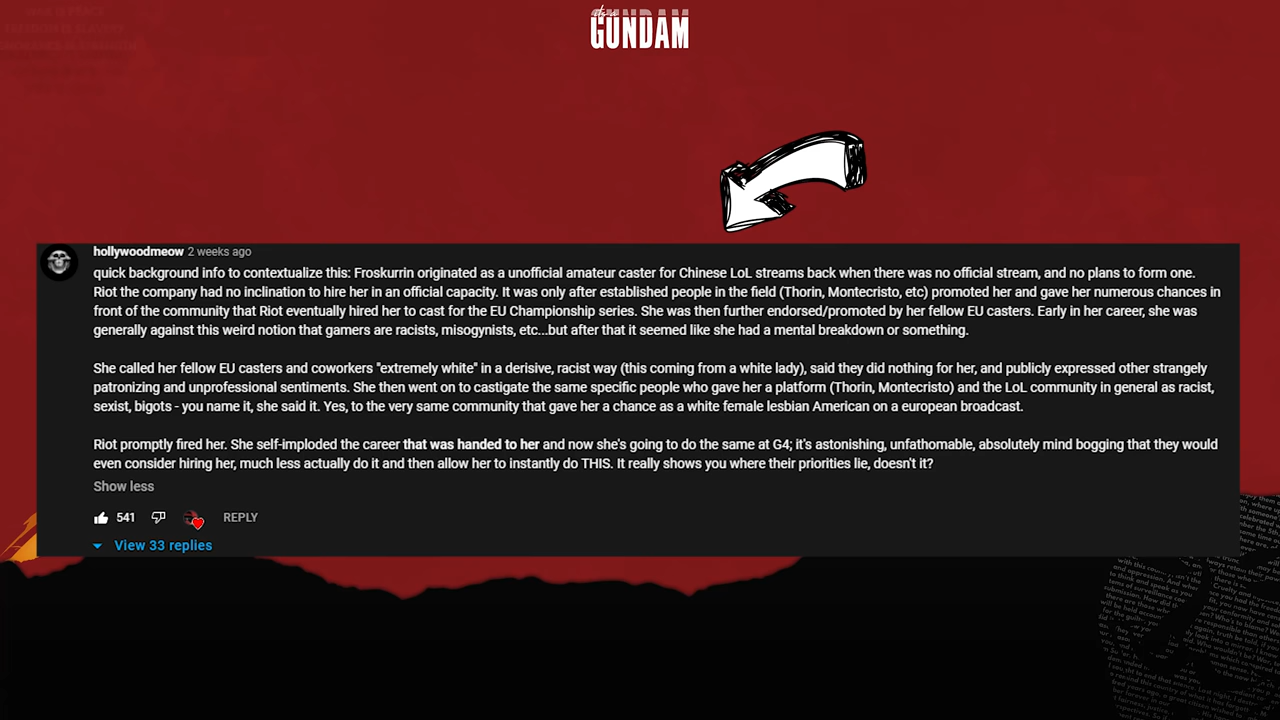 it's a
GUNDAM
hollywoodmeow 2 weeks ago
quick background info to contextualize this: Froskurrin originated as a unofficial amateur caster for Chinese LoL streams back when there was no official stream, and no plans to form one.
Riot the company had no inclination to hire her in an official capacity. It was only after established people in the field (Thorin, Montecristo, etc) promoted her and gave her numerous chances in
front of the community that Riot eventually hired her to cast for the EU Championship series. She was then further endorsed/promoted by her fellow EU casters. Early in her career, she was
generally against this weird notion that gamers are racists, misogynists, etc...but after that it seemed like she had a mental breakdown or something.
She called her fellow EU casters and coworkers "extremely white" in a derisive, racist way (this coming from a white lady), said they did nothing for her, and publicly expressed other strangely
patronizing and unprofessional sentiments. She then went on to castigate the same specific people who gave her a platform (Thorin, Montecristo) and the LoL community in general as racist,
sexist, bigots - you name it, she said it. Yes, to the very same community that gave her a chance as a white female lesbian American on a european broadcast.
Riot promptly fired her. She self-imploded the career that was handed to her and now she's going to do the same at G4; it's astonishing, unfathomable, absolutely mind bogging that they would
even consider hiring her, much less actually do it and then allow her to instantly do THIS. It really shows you where their priorities lie, doesn't it?
Show less
541 REPLY
View 33 replies